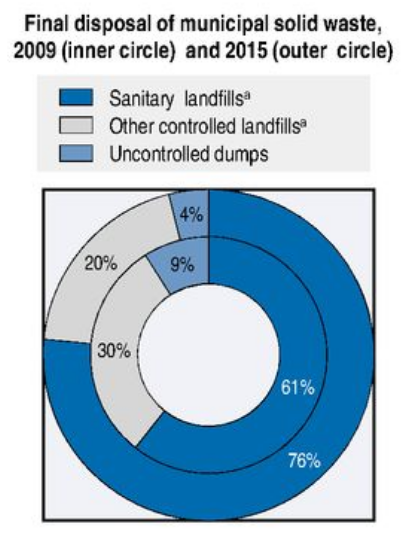 Final disposal of municipal solid waste,
2009 (inner circle) and 2015 (outer circle)
Sanitary landfillsª
Other controlled landfillsª
Uncontrolled dumps
4%
9%
20%
30%
61%
76%